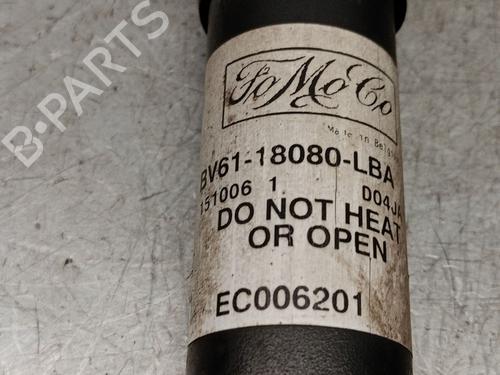 B-PARTS
FoMoCo
Made in Belgium
BV61-18080-LBA
151006 1 D04JA
DO NOT HEAT
OR OPEN
EC006201